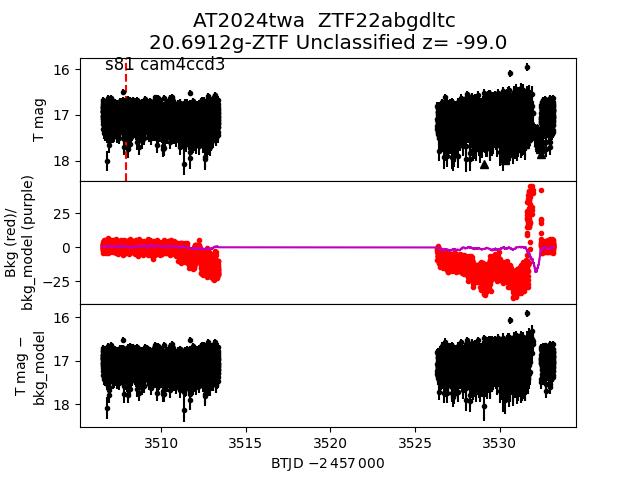 AT2024twa  ZTF22abgdltc
20.6912g-ZTF Unclassified z= -99.0
s81 cam4ccd3
16
17
18
T mag
25
0
−25
Bkg (red)/
bkg_model (purple)
16
17
18
T mag −
bkg_model
3510
3515
3520
3525
3530
BTJD −2 457 000